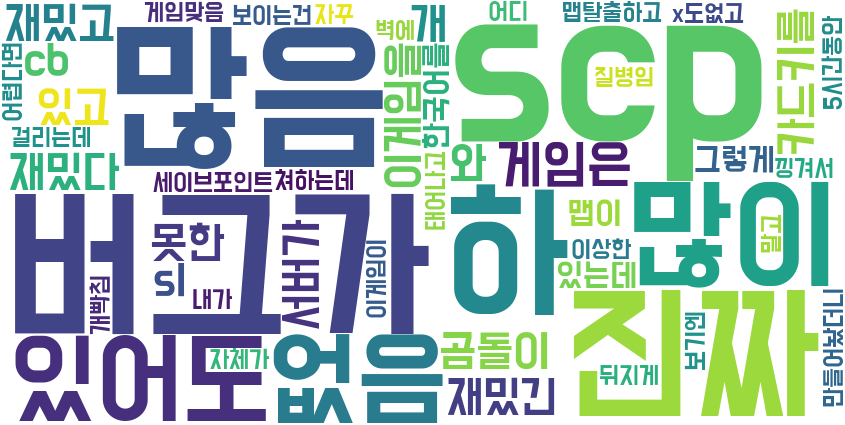 재밌고
게임맞음
보이는건
자꾸
어디
맵탈출하고
x도없고
카드키를
5시간동안
어렵다면
cb
많음
벽에
개
scp
질병임
있고
이게임을
한국어를
걸리는데
재밌다
세이브포인트
쳐하는데
태어나고
와
게임은
그렇게
낑겨서
버그가
개빡침
못한
sl
내가
서버가
이게임이
하
맵이
많이
말고
이상한
있는데
있어도
자체가
없음
곰돌이
재밌긴
진짜
뒤지게
보기엔
만들어놨더니